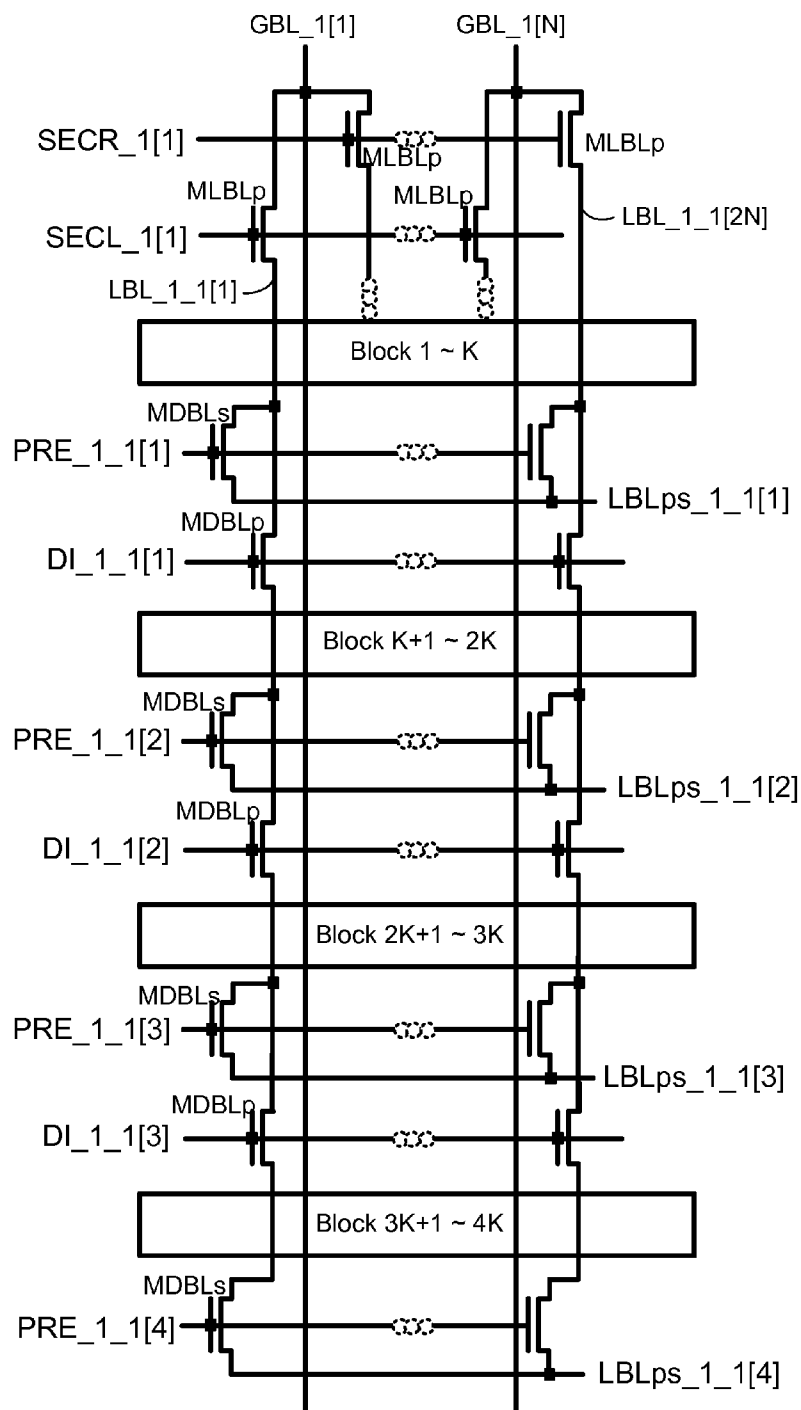 GBL_1[1]
GBL_1[N]
SECR_1[1]
MLBLp
MLBLp
MLBLp
MLBLp
LBL_1_1[2N]
SECL_1[1]
LBL_1_1[1]
Block 1 ~ K
MDBLs
PRE_1_1[1]
LBLps_1_1[1]
MDBLp
DI_1_1[1]
Block K+1 ~ 2K
MDBLs
PRE_1_1[2]
LBLps_1_1[2]
MDBLp
DI_1_1[2]
Block 2K+1 ~ 3K
MDBLs
PRE_1_1[3]
LBLps_1_1[3]
MDBLp
DI_1_1[3]
Block 3K+1 ~ 4K
MDBLs
PRE_1_1[4]
LBLps_1_1[4]